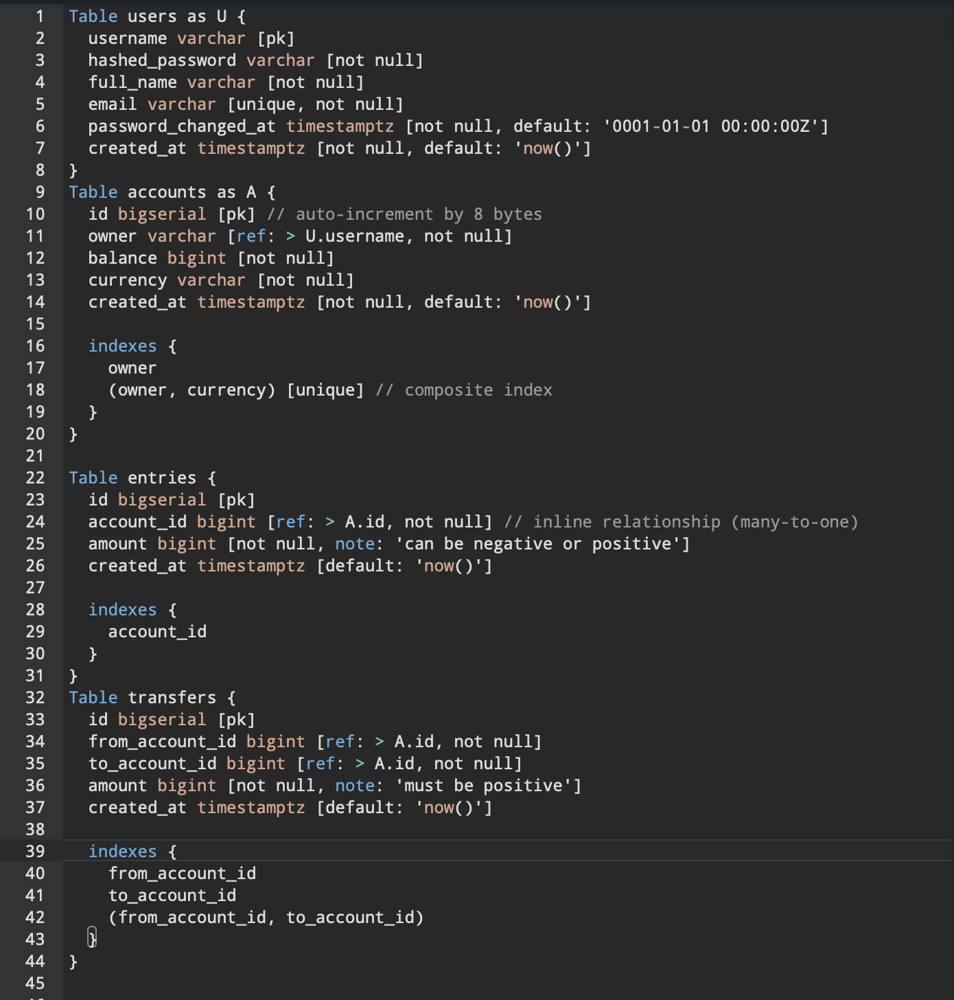 1 Table users as U {
2   username varchar [pk]
3   hashed_password varchar [not null]
4   full_name varchar [not null]
5   email varchar [unique, not null]
6   password_changed_at timestamptz [not null, default: '0001-01-01 00:00:00Z']
7   created_at timestamptz [not null, default: 'now()']
8 }
9 Table accounts as A {
10   id bigserial [pk] // auto-increment by 8 bytes
11   owner varchar [ref: > U.username, not null]
12   balance bigint [not null]
13   currency varchar [not null]
14   created_at timestamptz [not null, default: 'now()']
15
16   indexes {
17     owner
18     (owner, currency) [unique] // composite index
19   }
20 }
21
22 Table entries {
23   id bigserial [pk]
24   account_id bigint [ref: > A.id, not null] // inline relationship (many-to-one)
25   amount bigint [not null, note: 'can be negative or positive']
26   created_at timestamptz [default: 'now()']
27
28   indexes {
29     account_id
30   }
31 }
32 Table transfers {
33   id bigserial [pk]
34   from_account_id bigint [ref: > A.id, not null]
35   to_account_id bigint [ref: > A.id, not null]
36   amount bigint [not null, note: 'must be positive']
37   created_at timestamptz [default: 'now()']
38
39   indexes {
40     from_account_id
41     to_account_id
42     (from_account_id, to_account_id)
43   }
44 }
45